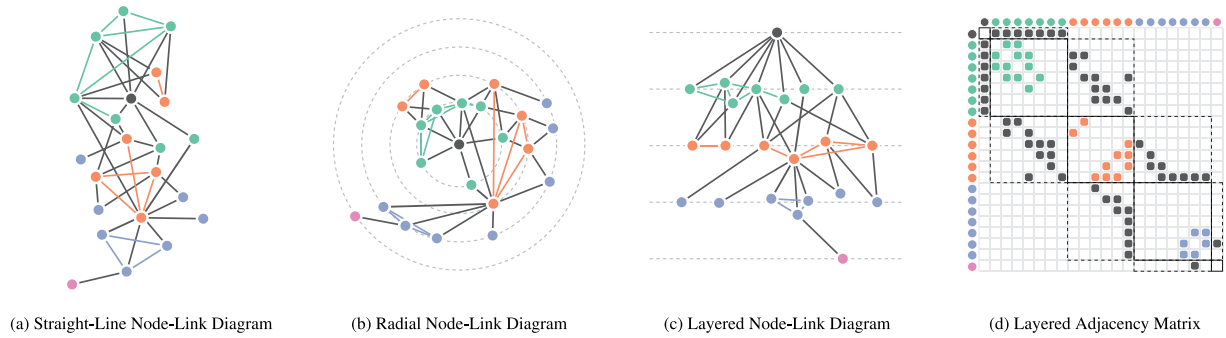 (a) Straight-Line Node-Link Diagram
(b) Radial Node-Link Diagram
(c) Layered Node-Link Diagram
(d) Layered Adjacency Matrix